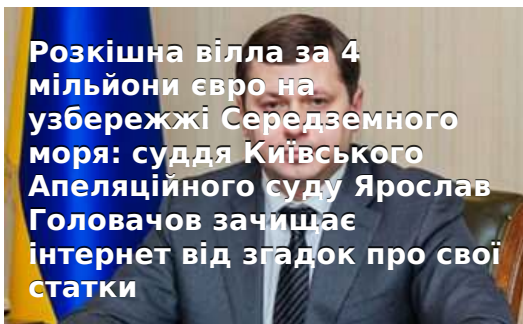 Розкішна вілла за 4
мільйони євро на
узбережжі Середземного
моря: суддя Київського
Апеляційного суду Ярослав
Головачов зачищає
інтернет від згадок про свої
статки